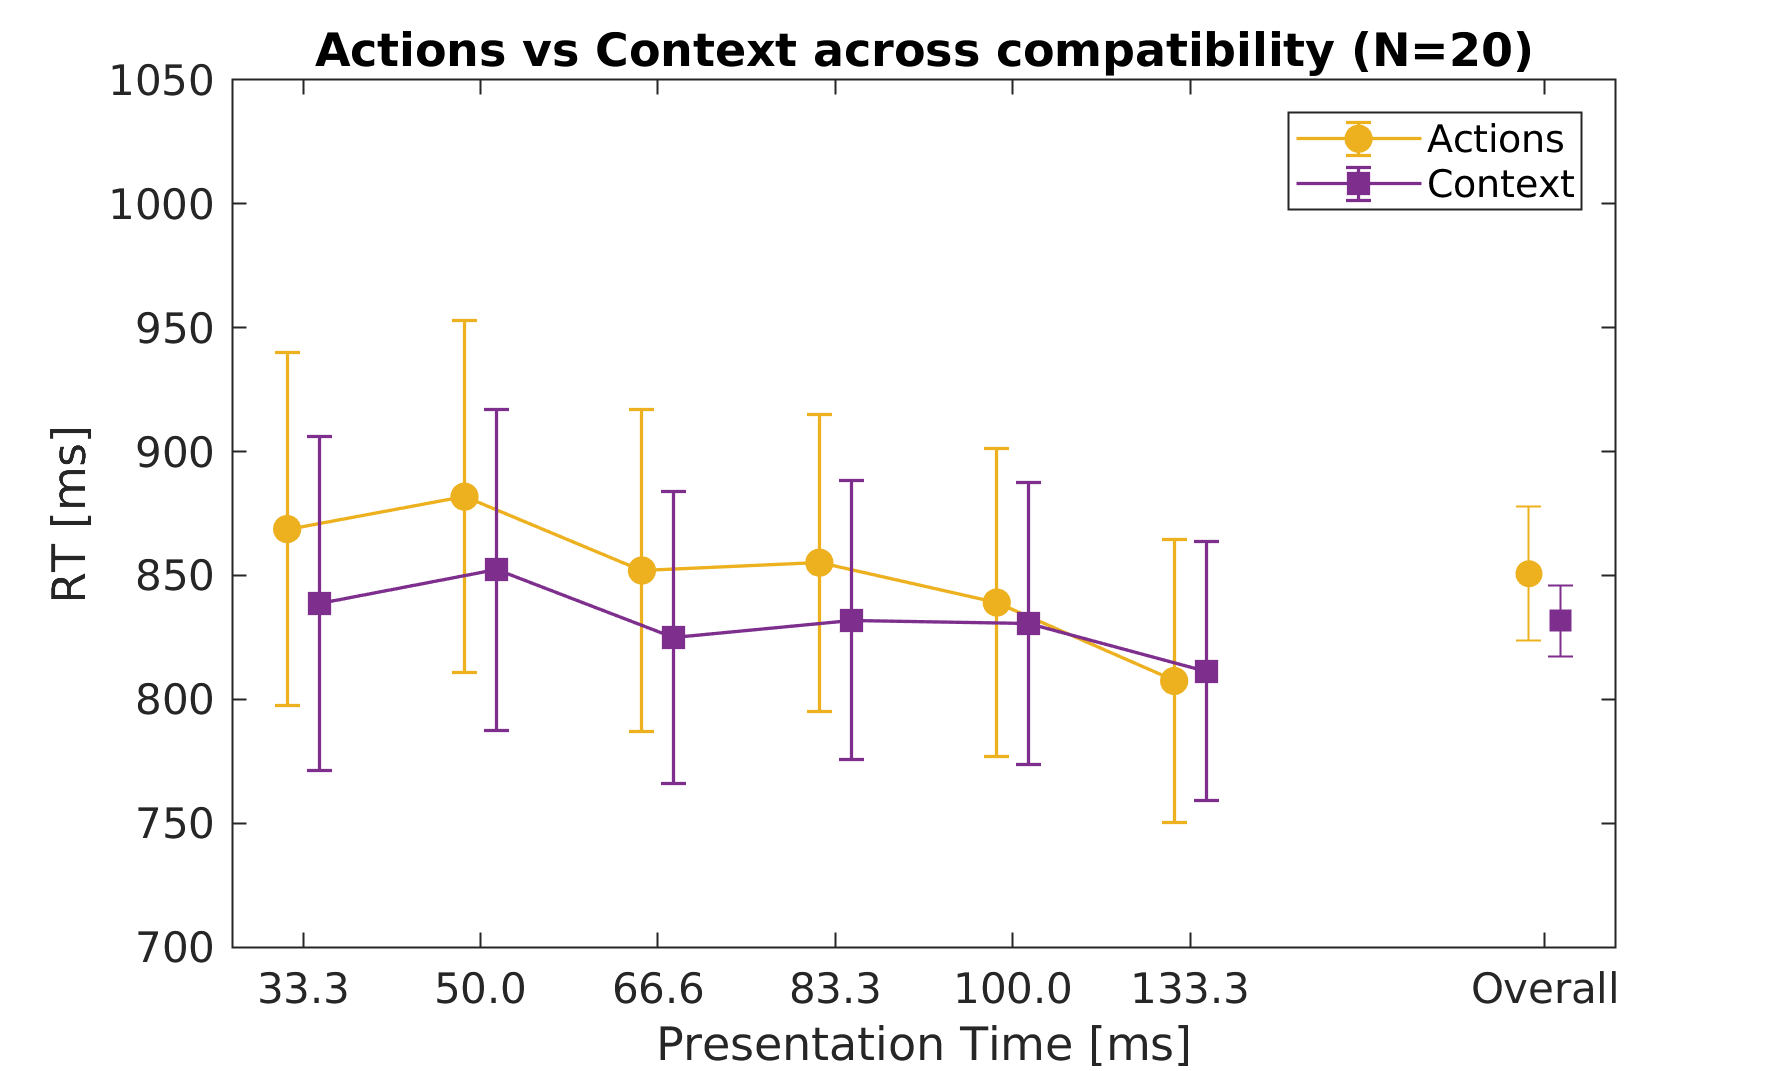 Actions vs Context across compatibility (N=20)
1050
1000
950
900
850
800
750
700
RT [ms]
Actions
Context
33.3 50.0 66.6 83.3 100.0 133.3 Overall
Presentation Time [ms]